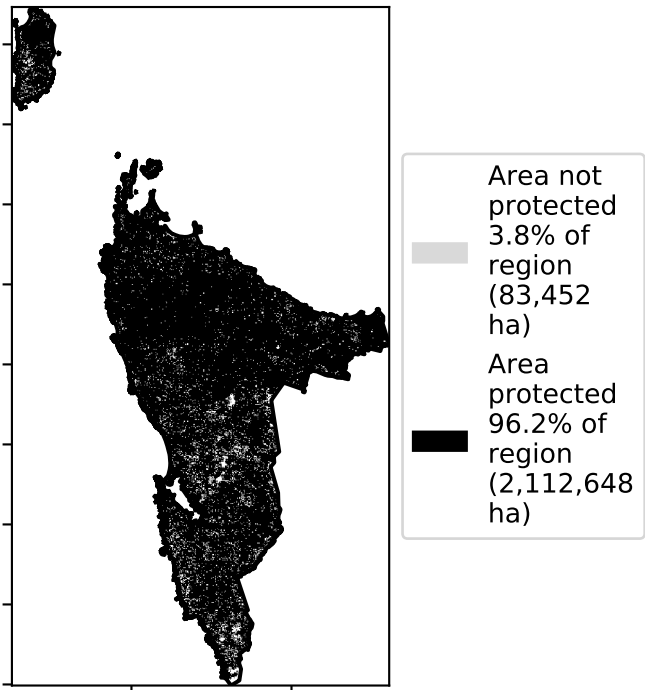 Area not
protected
3.8% of
region
(83,452
ha)
Area
protected
96.2% of
region
(2,112,648
ha)